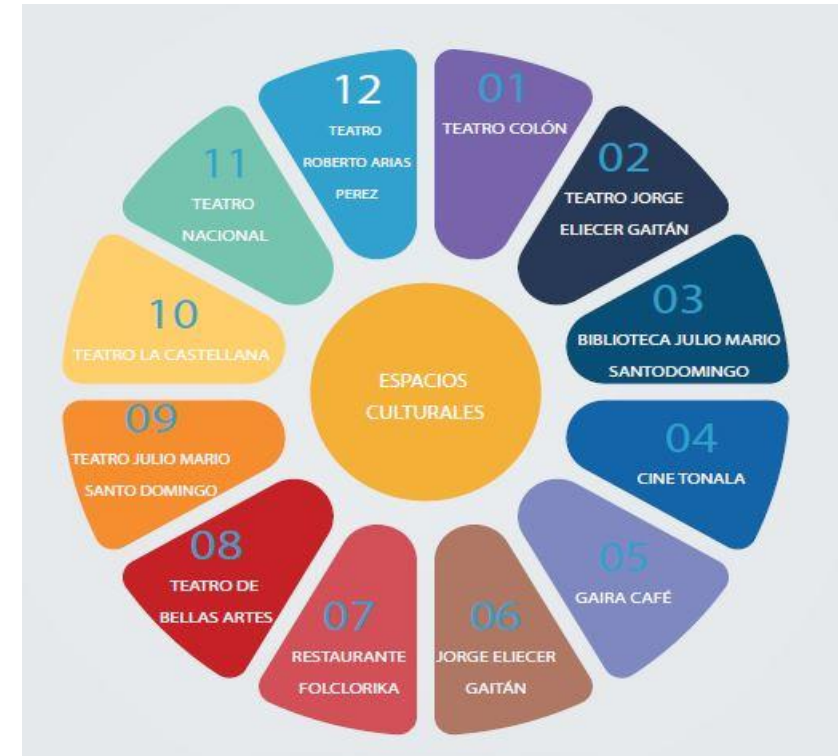 01
TEATRO COLÓN
02
TEATRO JORGE
ELIECER GAITÁN
03
BIBLIOTECA JULIO MARIO
SANTODOMINGO
04
CINE TONALA
05
GAIRA CAFÉ
06
JORGE ELIECER
GAITÁN
07
RESTAURANTE
FOLCLORIKA
08
TEATRO DE
BELLAS ARTES
09
TEATRO JULIO MARIO
SANTO DOMINGO
10
TEATRO LA CASTELLANA
11
TEATRO
NACIONAL
12
TEATRO
ROBERTO ARIAS
PEREZ
ESPACIOS
CULTURALES